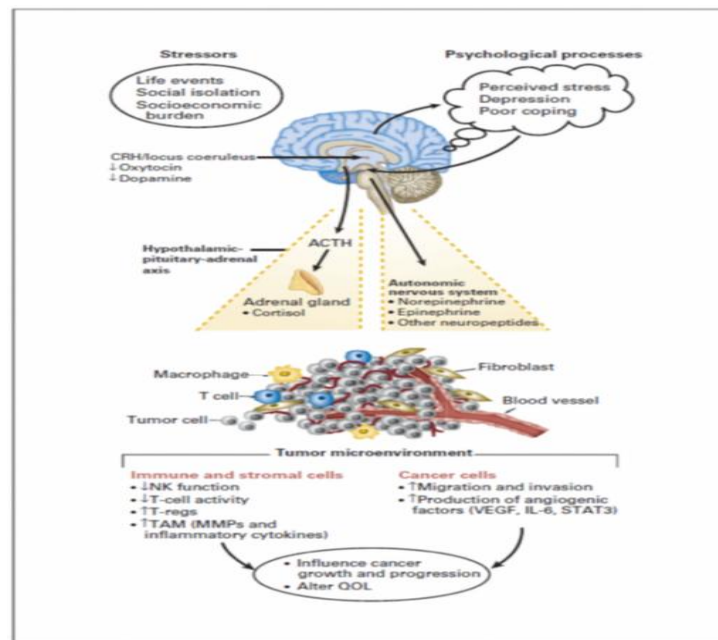 Stressors
Life events
Social isolation
Socioeconomic
burden
Psychological processes
Perceived stress
Depression
Poor coping
CRH/locus coeruleus
↓Oxytocin
↓Dopamine
Hypothalamic-
pituitary-adrenal
axis
ACTH
Adrenal gland
• Cortisol
Autonomic
nervous system
• Norepinephrine
• Epinephrine
• Other neuropeptides
Macrophage
T cell
Tumor cell
Fibroblast
Blood vessel
Tumor microenvironment
Immune and stromal cells
• ↓NK function
• ↓T-cell activity
• ↑T-regs
• ↑TAM (MMPs and
inflammatory cytokines)
Cancer cells
• ↑Migration and invasion
• ↑Production of angiogenic
factors (VEGF, IL-6, STAT3)
• Influence cancer
growth and progression
• Alter QOL